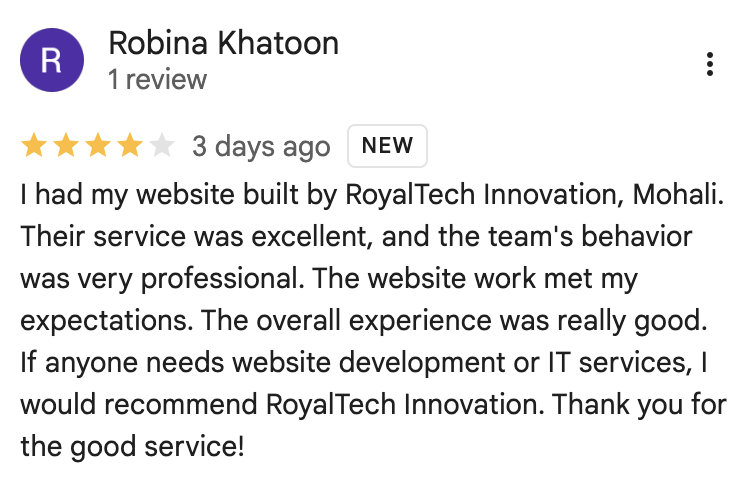 R
Robina Khatoon
1 review
3 days ago NEW
I had my website built by RoyalTech Innovation, Mohali.
Their service was excellent, and the team's behavior
was very professional. The website work met my
expectations. The overall experience was really good.
If anyone needs website development or IT services, I
would recommend RoyalTech Innovation. Thank you for
the good service!